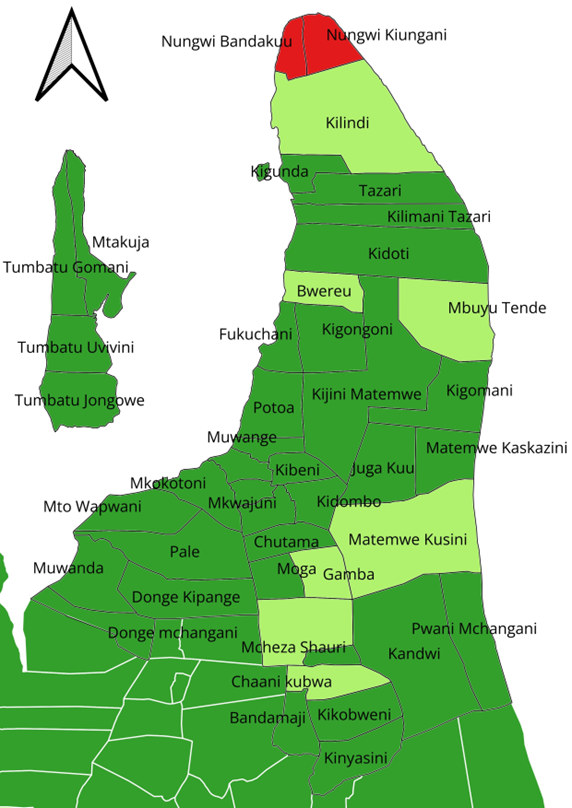 Nungwi Bandakuu
Nungwi Kiungani
Kilindi
Kigunda
Tazari
Kilimani Tazari
Mtakuja
Kidoti
Tumbatu Gomani
Bwereu
Mbuyu Tende
Fukuchani
Kigongoni
Tumbatu Uvivini
Kijini Matemwe
Kigomani
Tumbatu Jongowe
Potoa
Muwange
Matemwe Kaskazini
Kibeni
Juga Kuu
Mkokotoni
Mkwajuni
Kidombo
Mto Wapwani
Chutama
Matemwe Kusini
Pale
Muwanda
Moga
Gamba
Donge Kipange
Donge mchangani
Pwani Mchangani
Mcheza Shauri
Kandwi
Chaani kubwa
Bandamaji
Kikobweni
Kinyasini